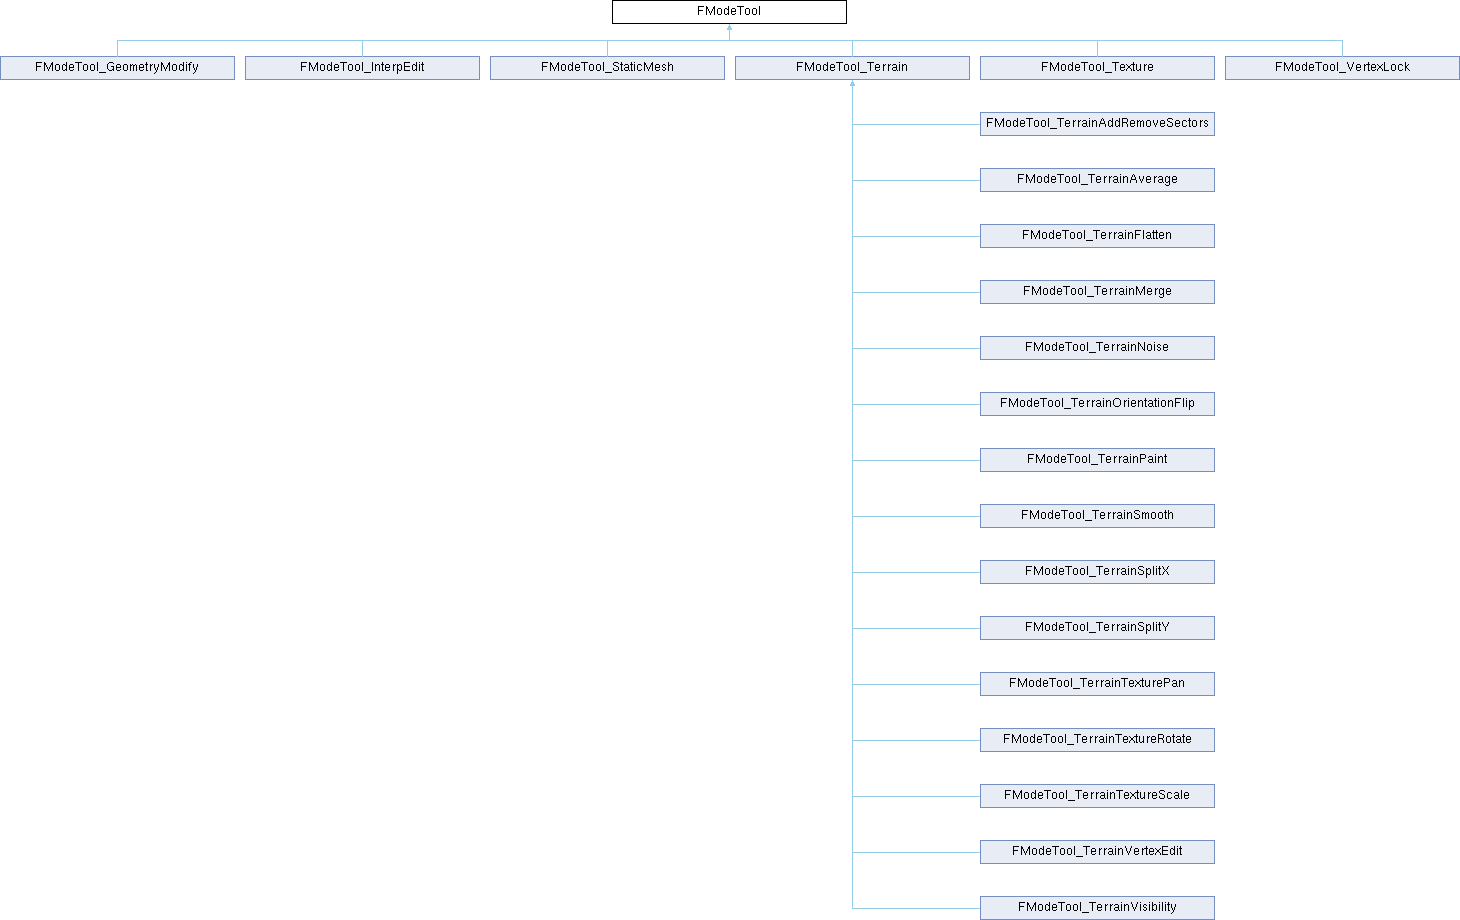 FModeTool
FModeTool_GeometryModify
FModeTool_InterpEdit
FModeTool_StaticMesh
FModeTool_Terrain
FModeTool_Texture
FModeTool_VertexLock
FModeTool_TerrainAddRemoveSectors
FModeTool_TerrainAverage
FModeTool_TerrainFlatten
FModeTool_TerrainMerge
FModeTool_TerrainNoise
FModeTool_TerrainOrientationFlip
FModeTool_TerrainPaint
FModeTool_TerrainSmooth
FModeTool_TerrainSplitX
FModeTool_TerrainSplitY
FModeTool_TerrainTexturePan
FModeTool_TerrainTextureRotate
FModeTool_TerrainTextureScale
FModeTool_TerrainVertexEdit
FModeTool_TerrainVisibility